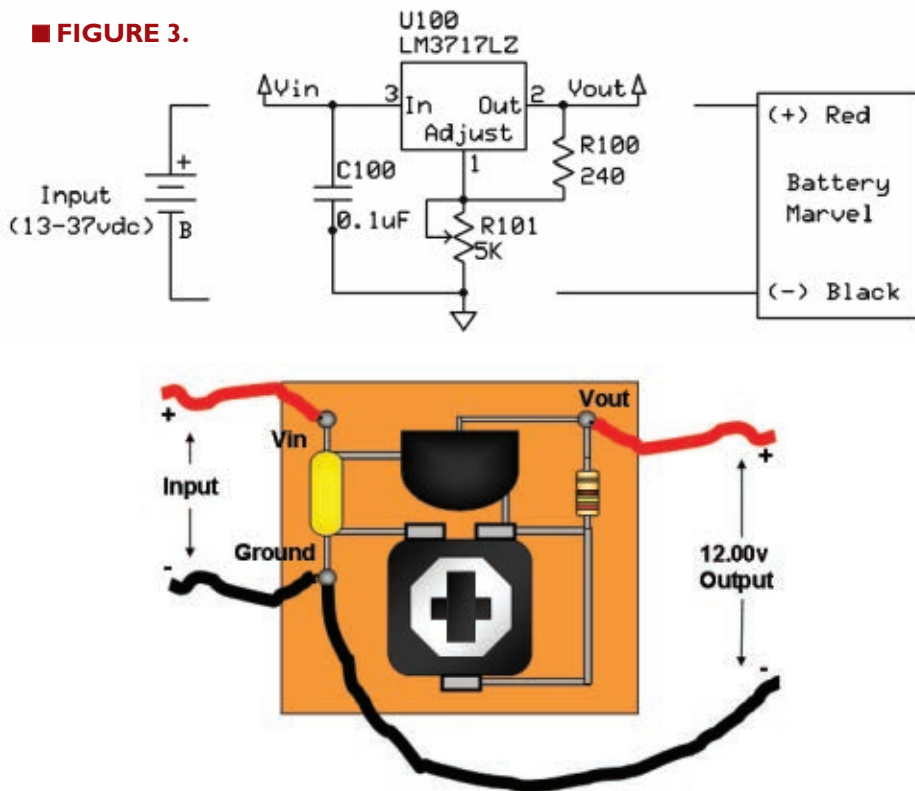 ■ FIGURE 3.
U100
LM3717LZ
Vin
3
In
Out
2
Vout
Adjust
1
C100
0.1uF
R100
240
R101
5K
+
Input
(13-37vdc)
B
(+) Red
Battery
Marvel
(-) Black
Vout
Vin
+
+
Input
Ground
-
12.00v
Output
-